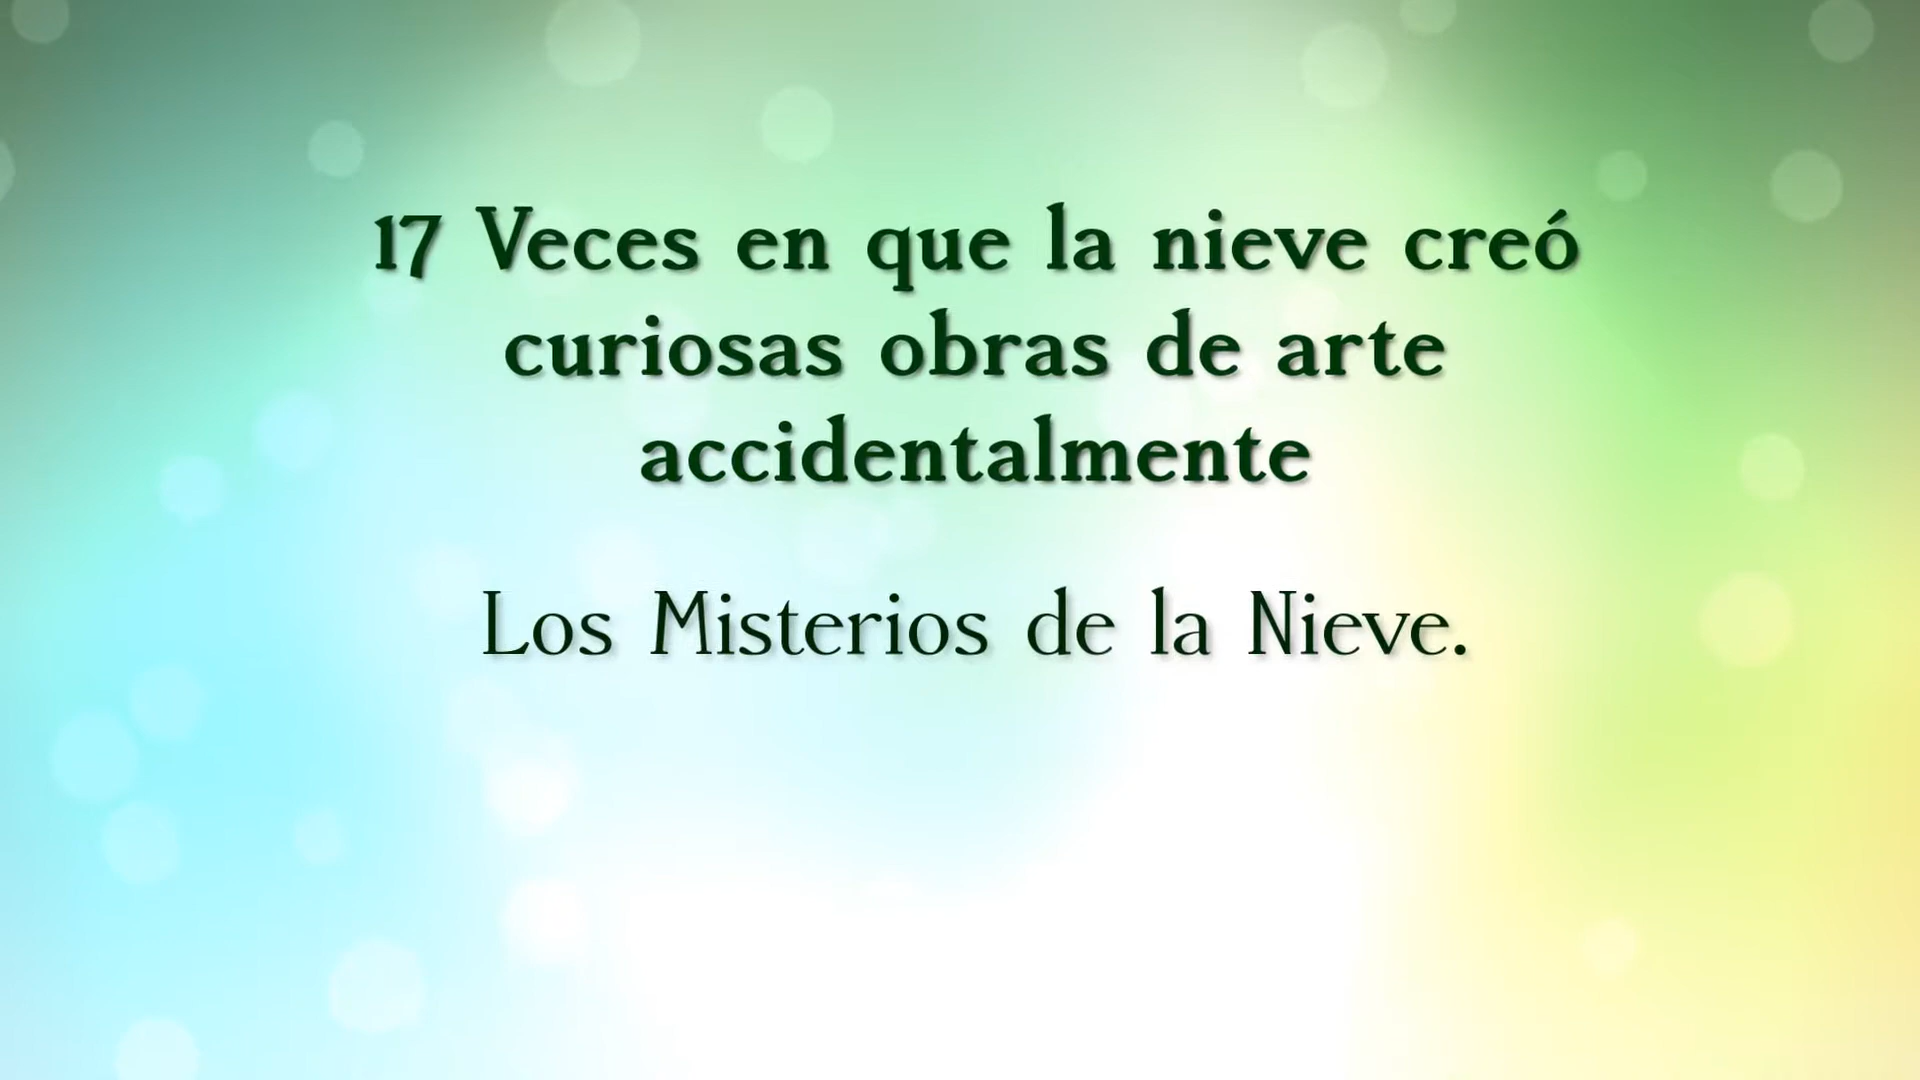 17 Veces en que la nieve creó
curiosas obras de arte
accidentalmente
Los Misterios de la Nieve.